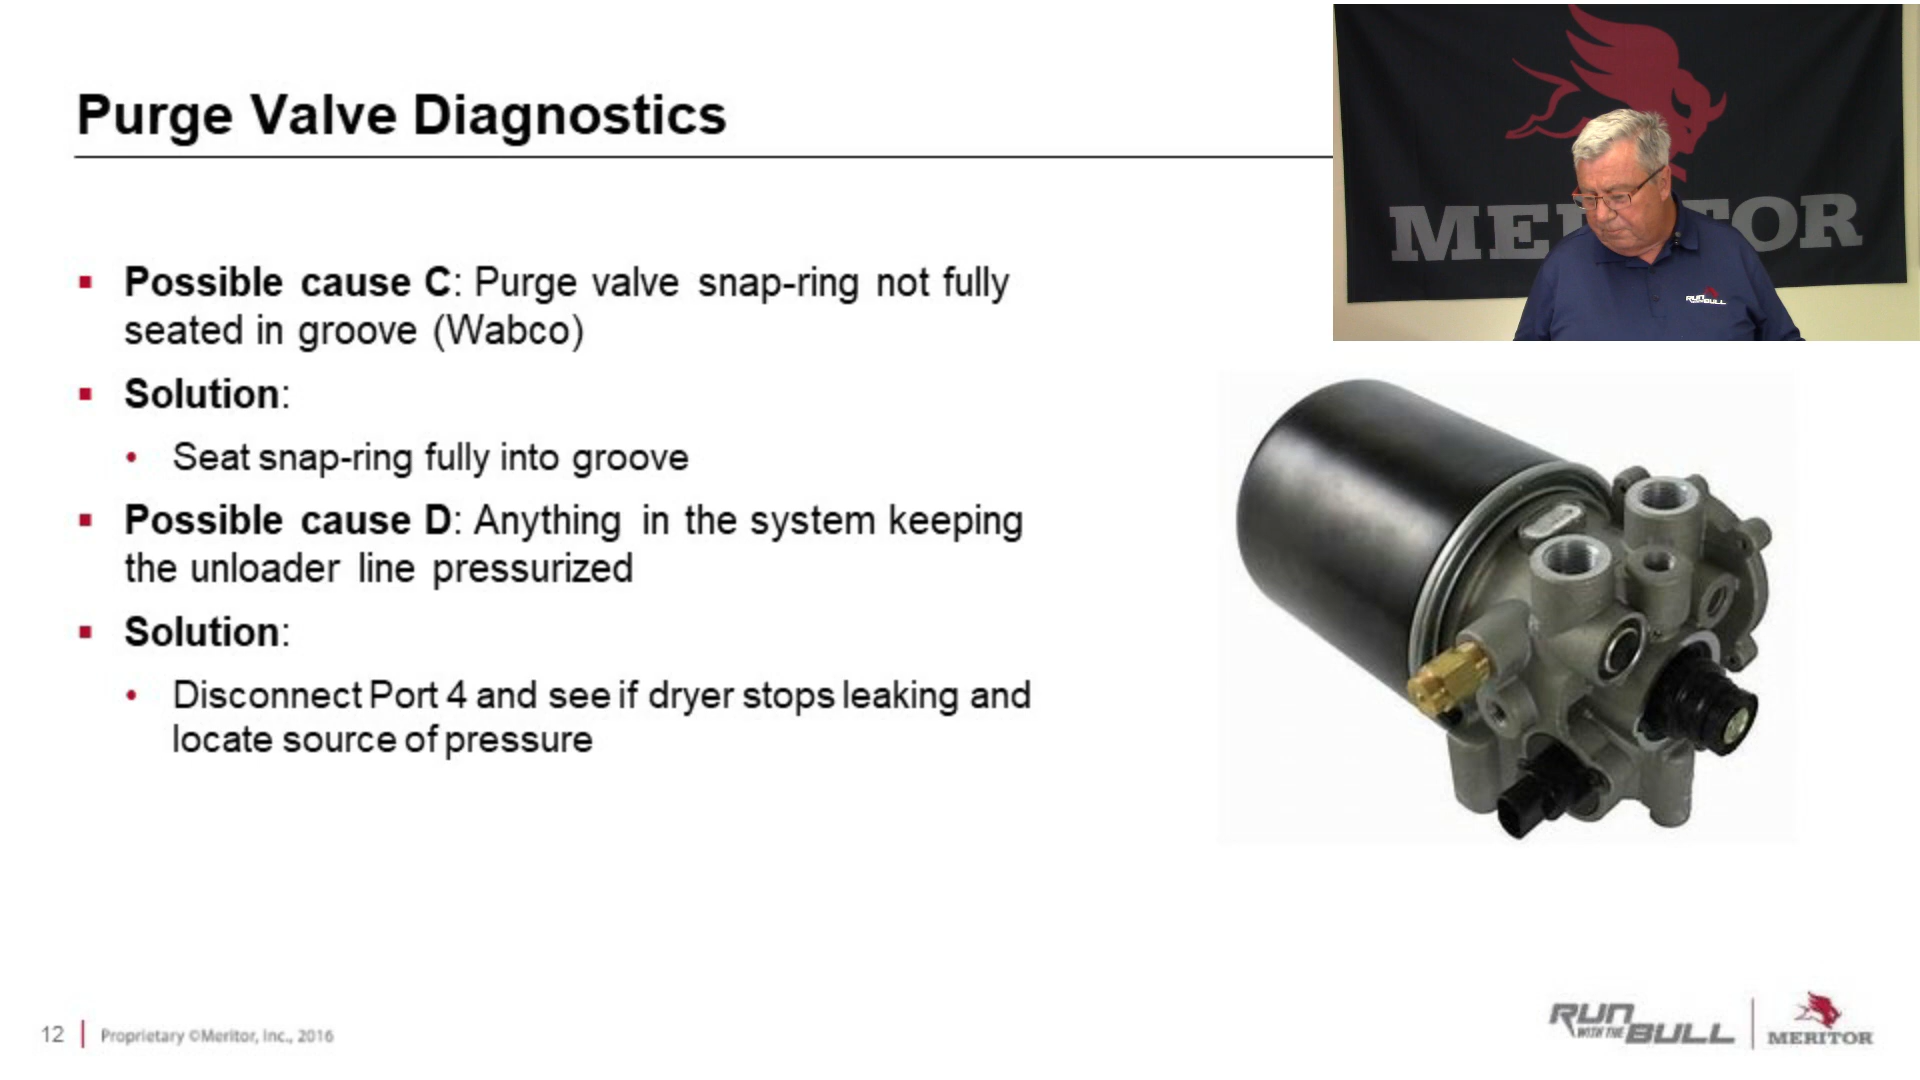 Purge Valve Diagnostics
Possible cause C: Purge valve snap-ring not fully
seated in groove (Wabco)
Solution:
Seat snap-ring fully into groove
Possible cause D: Anything in the system keeping
the unloader line pressurized
Solution:
Disconnect Port 4 and see if dryer stops leaking and
locate source of pressure
MERITOR
RUN
BULL
12
Proprietary ©Meritor, Inc., 2016
RUN
WITH THE BULL
MERITOR